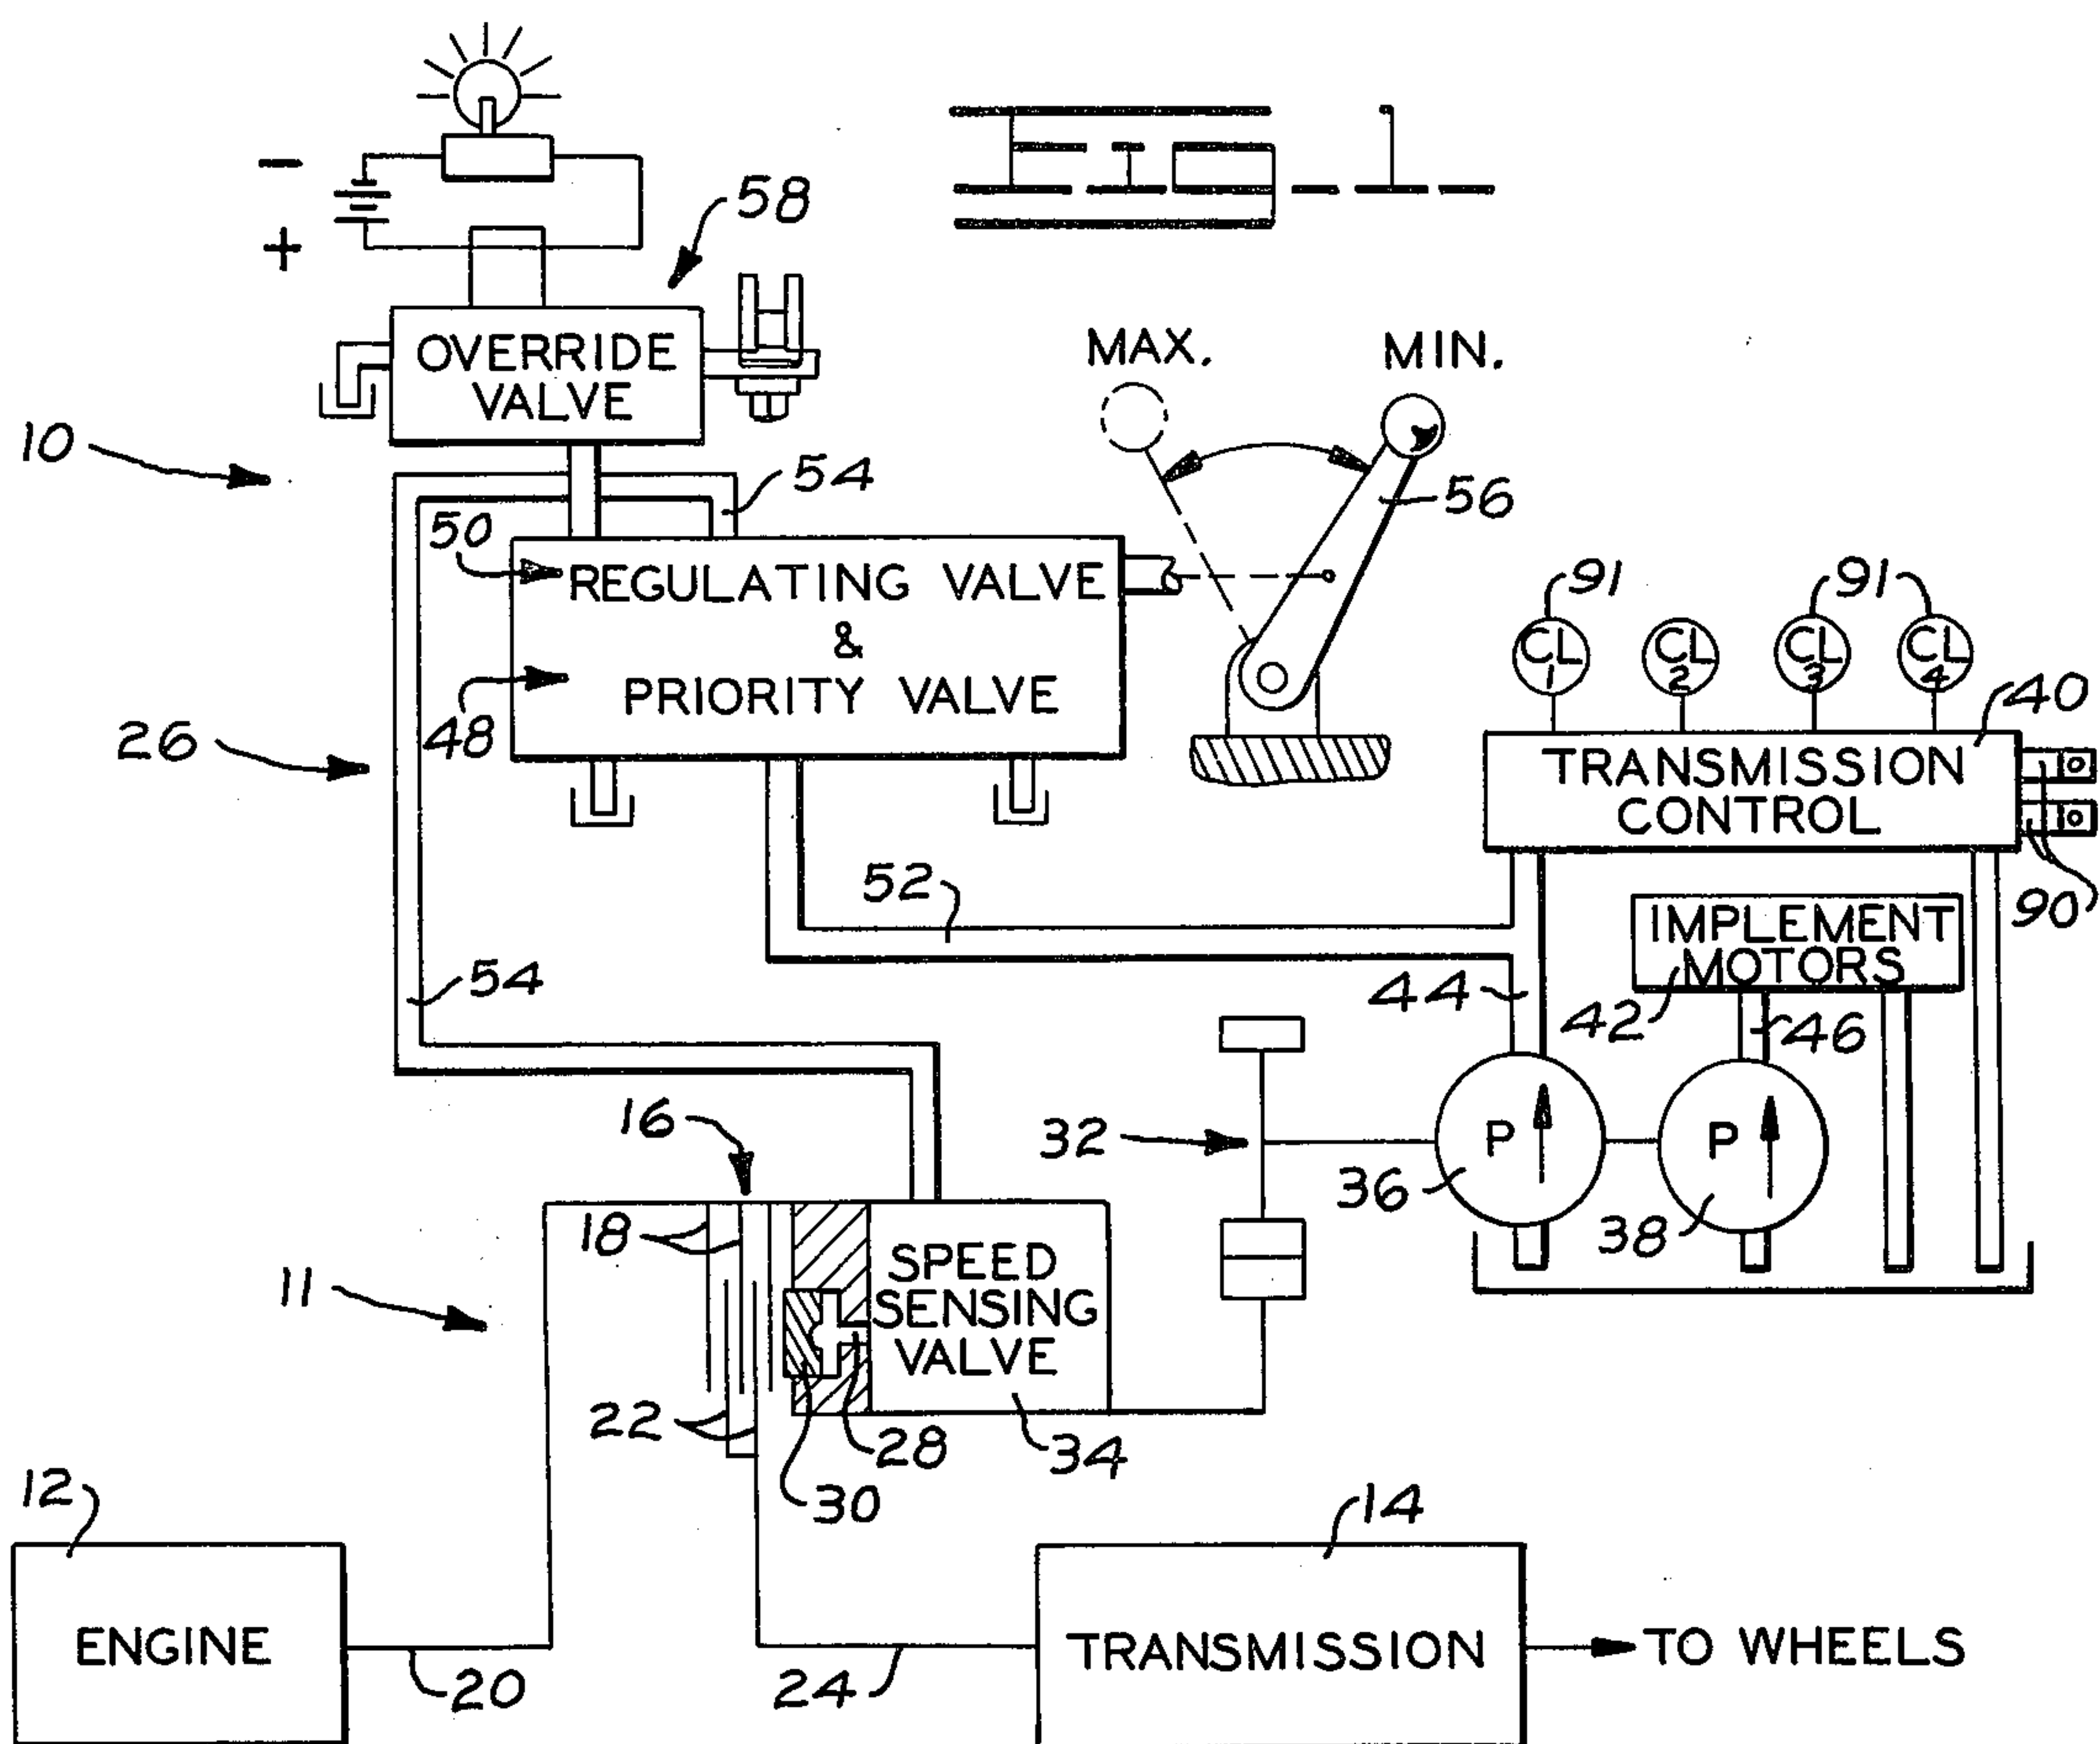 −
+
58
OVERRIDE
VALVE
10
54
MAX.
MIN.
56
50
REGULATING VALVE
&
PRIORITY VALVE
48
26
91
91
CL
1
CL
2
CL
3
CL
4
40
TRANSMISSION
CONTROL
90
52
IMPLEMENT
MOTORS
54
44
42
46
16
32
P
P
36
38
18
11
SPEED
SENSING
VALVE
22
28
34
30
12
14
ENGINE
20
24
TRANSMISSION
TO WHEELS